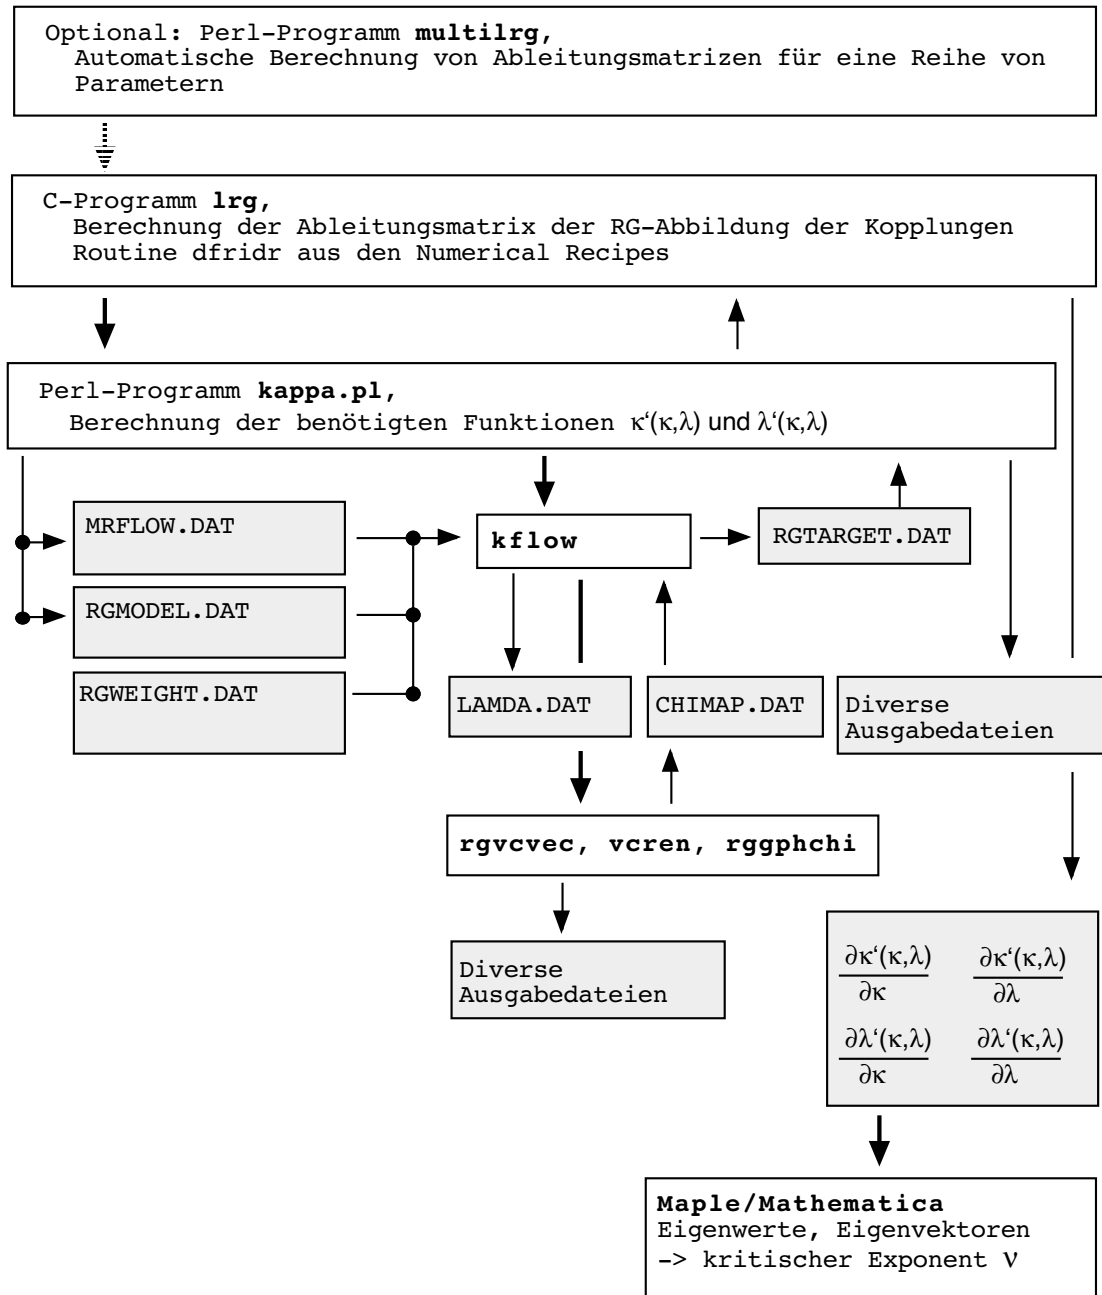 Optional: Perl-Programm multilrg,
Automatische Berechnung von Ableitungsmatrizen für eine Reihe von
Parametern
C-Programm lrg,
Berechnung der Ableitungsmatrix der RG-Abbildung der Kopplungen
Routine dfridr aus den Numerical Recipes
Perl-Programm kappa.pl,
Berechnung der benötigten Funktionen κ‘(κ,λ) und λ‘(κ,λ)
MRFLOW.DAT
kflow
RGTARGET.DAT
RGMODEL.DAT
RGWEIGHT.DAT
LAMDA.DAT
CHIMAP.DAT
Diverse
Ausgabedateien
rgvcvec, vcren, rggphchi
Diverse
Ausgabedateien
∂κ‘(κ,λ) ∂κ‘(κ,λ)
∂κ ∂λ
∂λ‘(κ,λ) ∂λ‘(κ,λ)
∂κ ∂λ
Maple/Mathematica
Eigenwerte, Eigenvektoren
-> kritischer Exponent ν